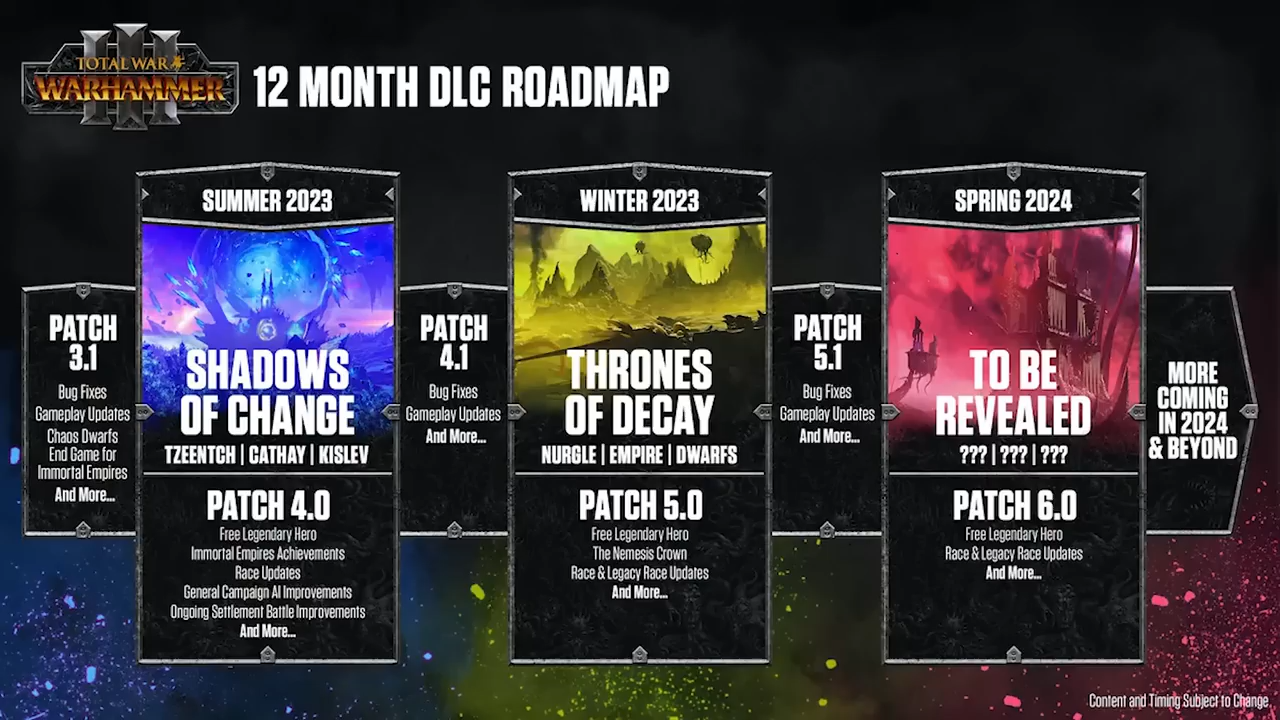 TOTAL WAR
WARHAMMER
III
12 MONTH DLC ROADMAP
PATCH
3.1
Bug Fixes
Gameplay Updates
Chaos Dwarfs
End Game for
Immortal Empires
And More...
SUMMER 2023
SHADOWS
OF CHANGE
TZEENTCH | CATHAY | KISLEV
PATCH 4.0
Free Legendary Hero
Immortal Empires Achievements
Race Updates
General Campaign AI Improvements
Ongoing Settlement Battle Improvements
And More...
PATCH
4.1
Bug Fixes
Gameplay Updates
And More...
WINTER 2023
THRONES
OF DECAY
NURGLE | EMPIRE | DWARFS
PATCH 5.0
Free Legendary Hero
The Nemesis Crown
Race & Legacy Race Updates
And More...
PATCH
5.1
Bug Fixes
Gameplay Updates
And More...
SPRING 2024
TO BE
REVEALED
??? | ??? | ???
PATCH 6.0
Free Legendary Hero
Race & Legacy Race Updates
And More...
MORE
COMING
IN 2024
& BEYOND
Content and Timing Subject to Change.